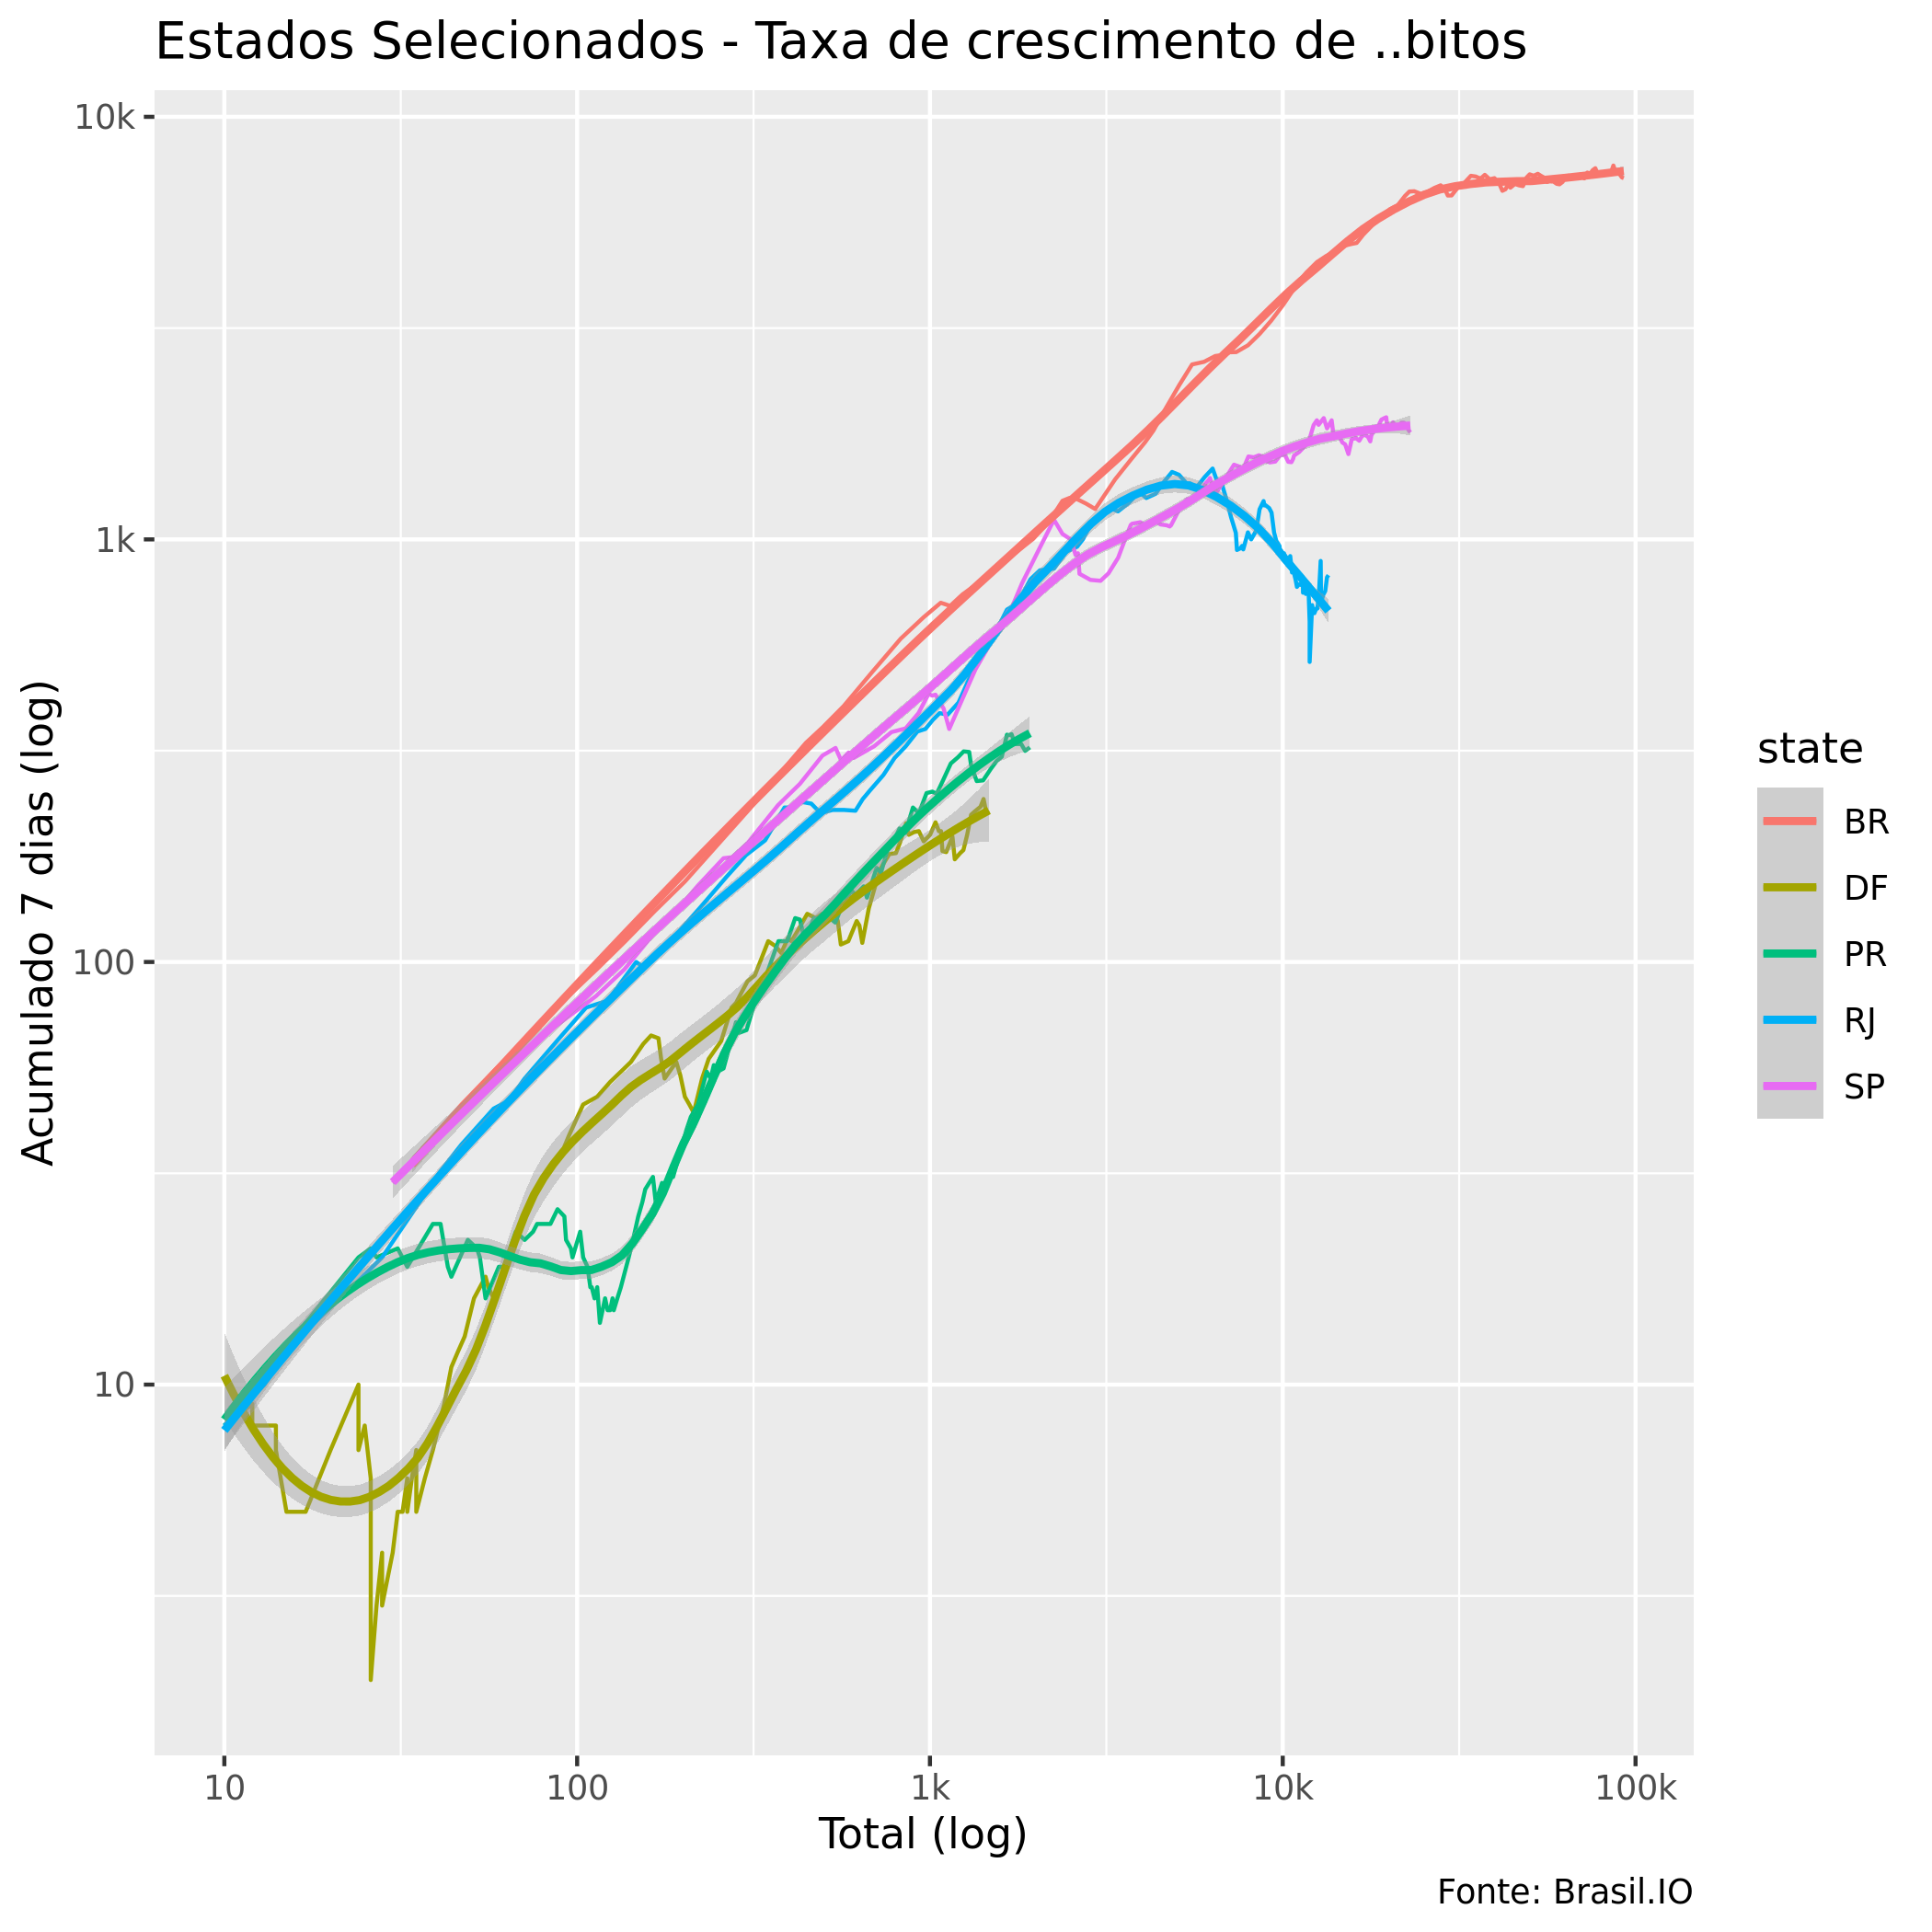 Estados Selecionados - Taxa de crescimento de ..bitos
10k
1k
100
10
Acumulado 7 dias (log)
10 100 1k 10k 100k
Total (log)
state
BR
DF
PR
RJ
SP
Fonte: Brasil.IO